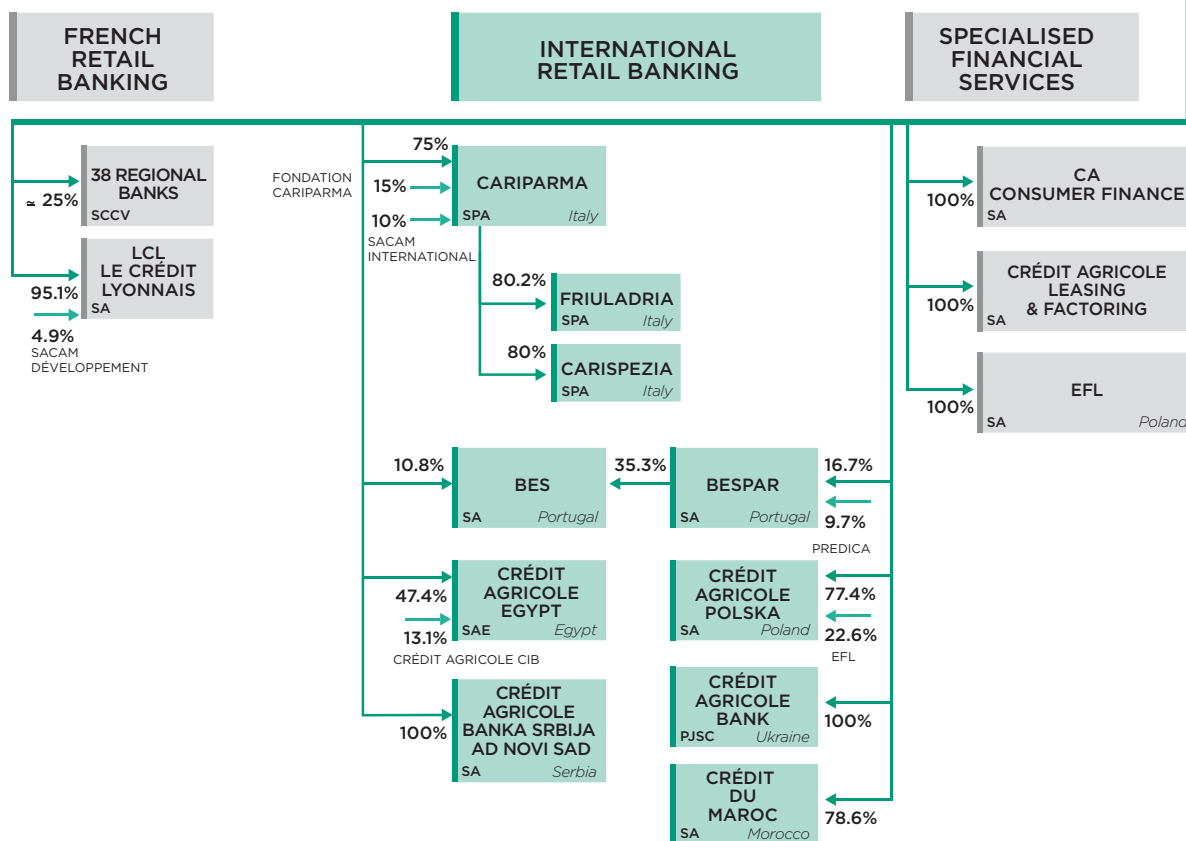 FRENCH
RETAIL
BANKING
INTERNATIONAL
RETAIL BANKING
SPECIALISED
FINANCIAL
SERVICES
38 REGIONAL
BANKS
SCCV
≃ 25%
LCL
LE CRÉDIT
LYONNAIS
SA
95.1%
4.9%
SACAM
DÉVELOPPEMENT
FONDATION
CARIPARMA
75%
15%
10%
SACAM
INTERNATIONAL
CARIPARMA
SPA Italy
80.2%
FRIULADRIA
SPA Italy
80%
CARISPEZIA
SPA Italy
10.8%
BES
SA Portugal
35.3%
BESPAR
SA Portugal
16.7%
9.7%
PREDICA
47.4%
13.1%
CRÉDIT AGRICOLE CIB
CRÉDIT
AGRICOLE
EGYPT
SAE Egypt
CRÉDIT
AGRICOLE
POLSKA
SA Poland
77.4%
22.6%
EFL
100%
CRÉDIT
AGRICOLE
BANKA SRBIJA
AD NOVI SAD
SA Serbia
CRÉDIT
AGRICOLE
BANK
PJSC Ukraine
100%
CRÉDIT
DU
MAROC
SA Morocco
78.6%
100%
CA
CONSUMER FINANCE
SA
100%
CRÉDIT AGRICOLE
LEASING
& FACTORING
SA
100%
EFL
SA Poland